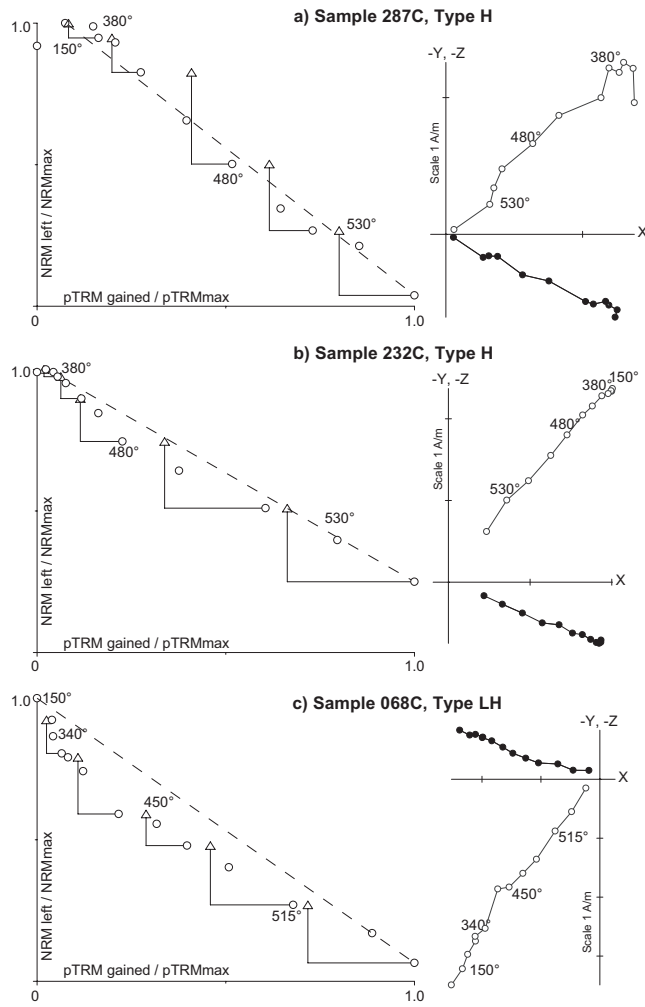 a) Sample 287C, Type H
1.0
380°
150°
480°
530°
NRM left / NRMmax
pTRM gained / pTRMmax
0
1.0
-Y, -Z
380°
480°
530°
Scale 1 A/m
X
b) Sample 232C, Type H
1.0
380°
480°
530°
NRM left / NRMmax
pTRM gained / pTRMmax
0
1.0
-Y, -Z
150°
380°
480°
530°
Scale 1 A/m
X
c) Sample 068C, Type LH
1.0
150°
340°
450°
515°
NRM left / NRMmax
pTRM gained / pTRMmax
0
1.0
-Y, -Z
X
515°
450°
340°
150°
Scale 1 A/m